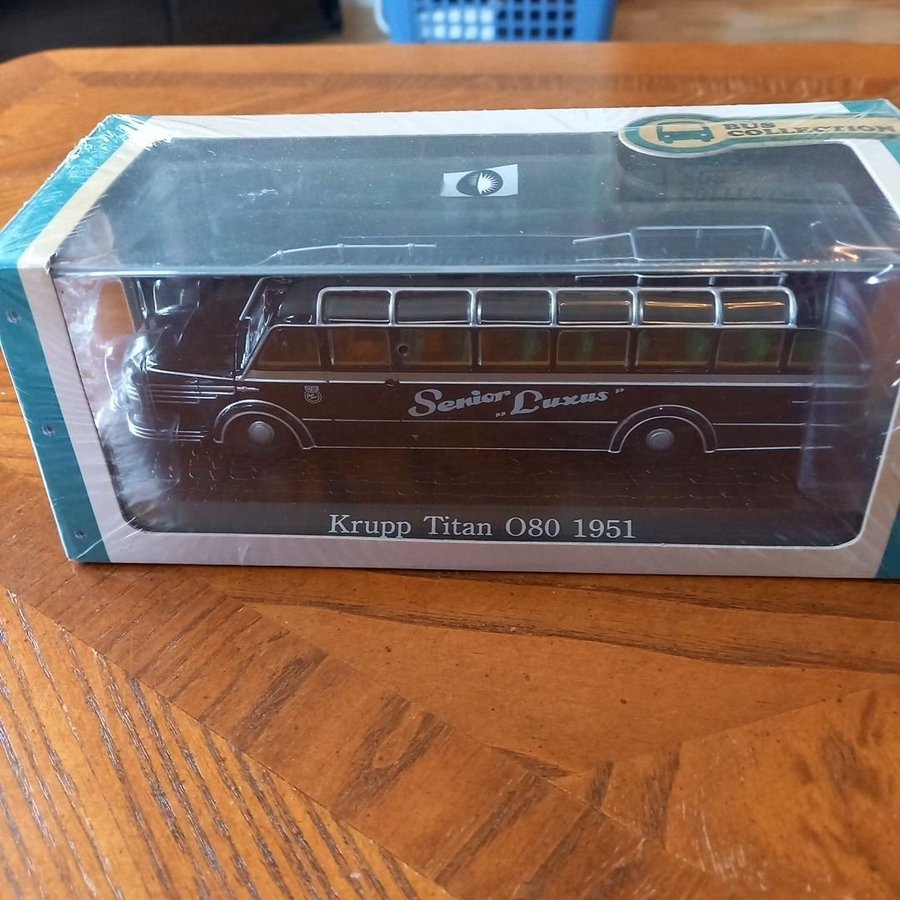 BUS
COLLECTION
Senior „Luxus”
Krupp Titan O80 1951